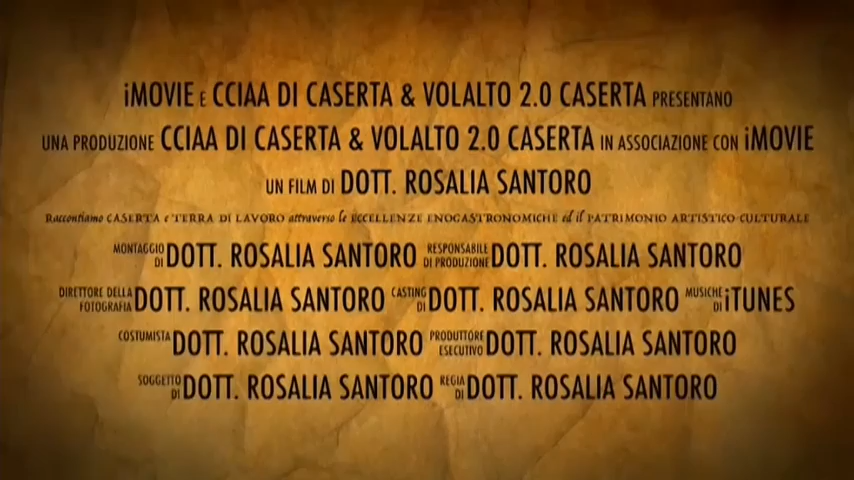 iMOVIE E CCIAA DI CASERTA & VOLALTO 2.0 CASERTA PRESENTANO
UNA PRODUZIONE CCIAA DI CASERTA & VOLALTO 2.0 CASERTA IN ASSOCIAZIONE CON iMOVIE
UN FILM DI DOTT. ROSALIA SANTORO
Raccontiamo CASERTA e TERRA DI LAVORO attraverso le ECCELLENZE ENOGASTRONOMICHE ed il PATRIMONIO ARTISTICO-CULTURALE
MONTAGGIO DI DOTT. ROSALIA SANTORO RESPONSABILE DI PRODUZIONE DOTT. ROSALIA SANTORO
DIRETTORE DELLA FOTOGRAFIA DOTT. ROSALIA SANTORO CASTING DI DOTT. ROSALIA SANTORO MUSICHE DI iTUNES
COSTUMISTA DOTT. ROSALIA SANTORO PRODUTTORE ESECUTIVO DOTT. ROSALIA SANTORO
SOGGETTO DI DOTT. ROSALIA SANTORO REGIA DI DOTT. ROSALIA SANTORO